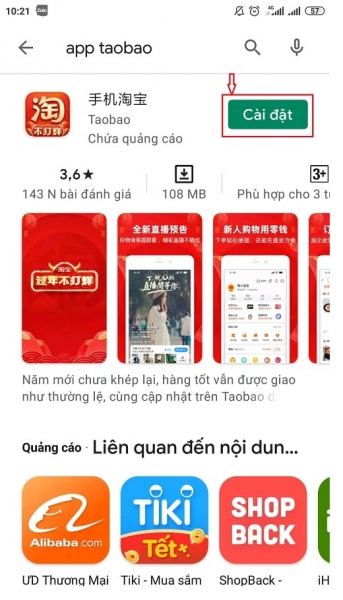 10:21 Zalo 4G 57
app taobao
淘
不打烊
手机淘宝
Taobao
Chứa quảng cáo
Cài đặt
3,6★
143 N bài đánh giá
108 MB
3+
Phù hợp cho 3 tu
淘宝
过年不打烊
全新直播预告
新人购物用零钱
订
Năm mới chưa khép lại, hàng tốt vẫn được giao
như thường lệ, cùng cập nhật trên Taobao d
Quảng cáo · Liên quan đến nội dun...
Alibaba.com
TIKI
Tết
SHOP
BACK
ƯD Thương Mại
Tiki - Mua sắm
ShopBack -
iH